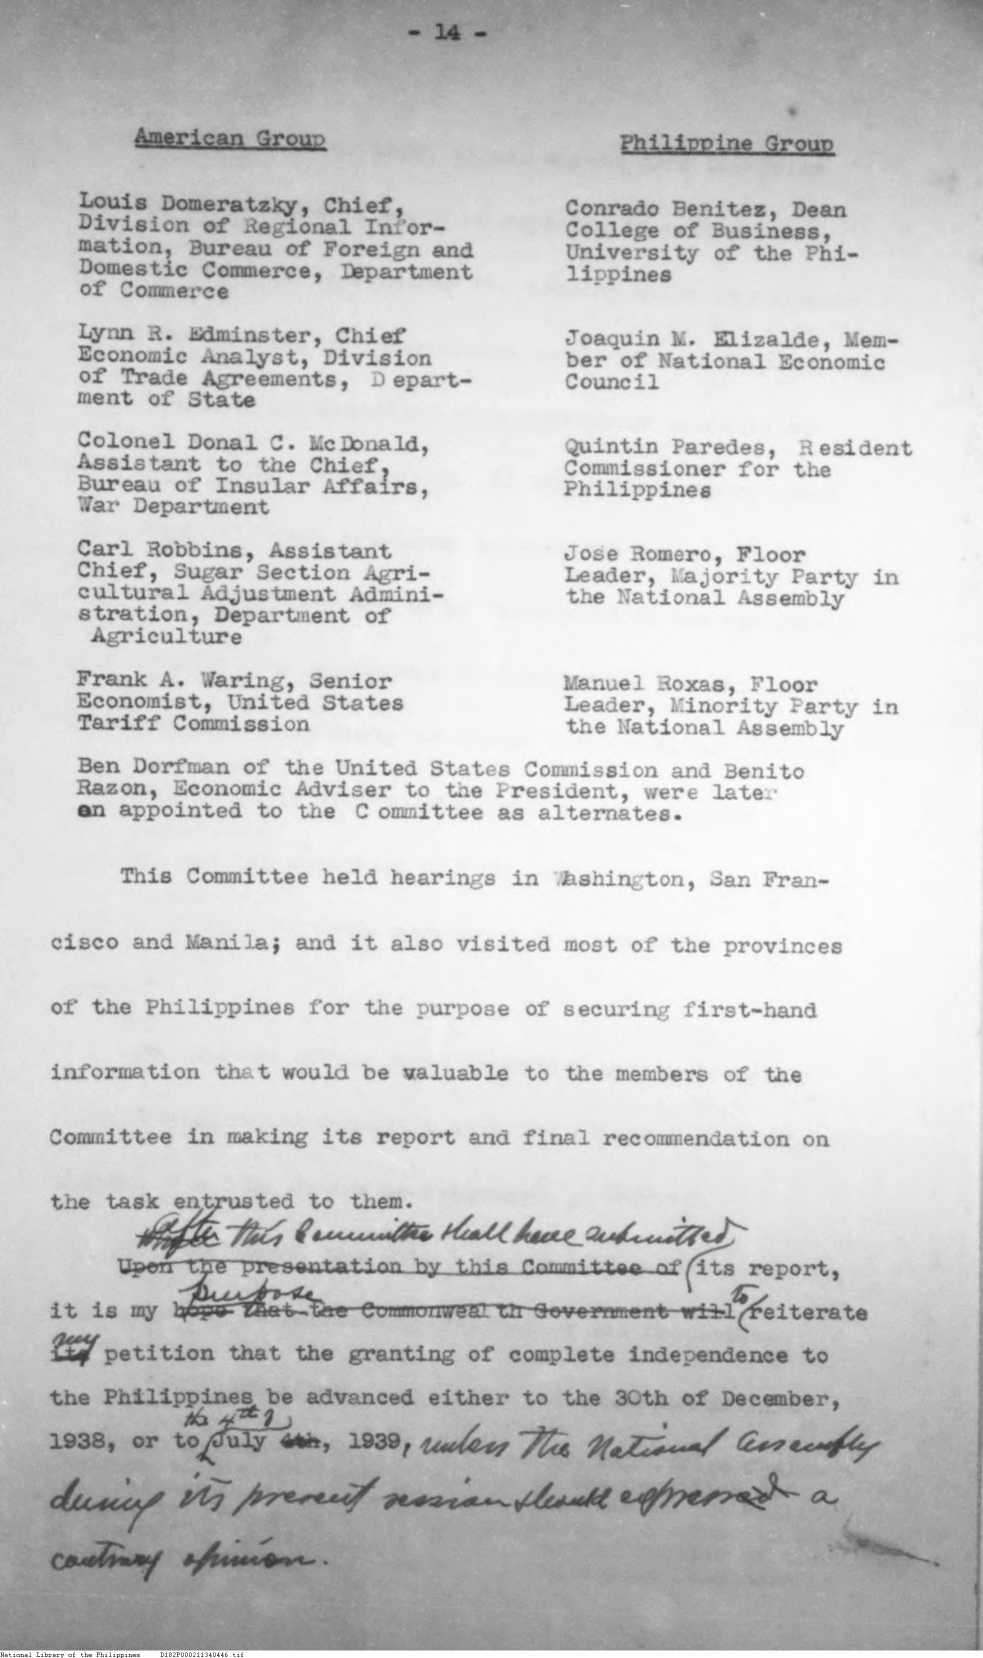 - 14 -
American Group
Louis Domeratzky, Chief,
Division of Regional Infor-
mation, Bureau of Foreign and
Domestic Commerce, Department
of Commerce
Lynn R. Edminster, Chief
Economic Analyst, Division
of Trade Agreements, D epart-
ment of State
Colonel Donal C. McDonald,
Assistant to the Chief,
Bureau of Insular Affairs,
War Department
Carl Robbins, Assistant
Chief, Sugar Section Agri-
cultural Adjustment Admini-
stration, Department of
Agriculture
Frank A. Waring, Senior
Economist, United States
Tariff Commission
Philippine Group
Conrado Benitez, Dean
College of Business,
University of the Phi-
lippines
Joaquin M. Elizalde, Mem-
ber of National Economic
Council
Quintin Paredes, R esident
Commissioner for the
Philippines
Jose Romero, Floor
Leader, Majority Party in
the National Assembly
Manuel Roxas, Floor
Leader, Minority Party in
the National Assembly
Ben Dorfman of the United States Commission and Benito
Razon, Economic Adviser to the President, were later
on appointed to the C ommittee as alternates.
This Committee held hearings in Washington, San Fran-
cisco and Manila; and it also visited most of the provinces
of the Philippines for the purpose of securing first-hand
information that would be valuable to the members of the
Committee in making its report and final recommendation on
the task entrusted to them.
After this Committee shall have submitted
Upon the presentation by this Committee of its report,
purpose to
it is my hope that the Commonweal th Government will reiterate
my
its petition that the granting of complete independence to
the Philippines be advanced either to the 30th of December,
the 4th of
1938, or to July 4th, 1939, unless the National Assembly
during its present session should expressed a
contrary opinion.
National Library of the Philippines D182P000211340446.tif